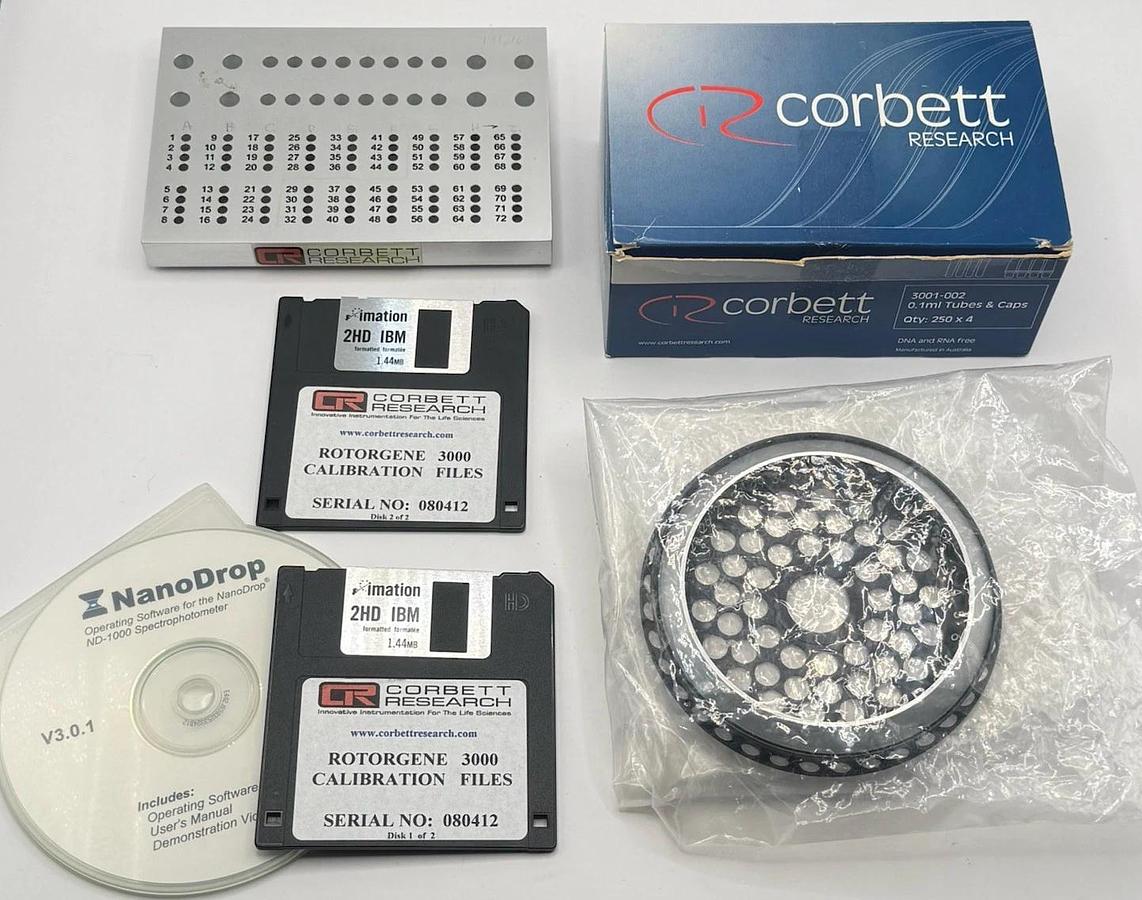 A B C D H
1 9 17 25 33 41 49 57 65
2 10 18 26 34 42 50 58 66
3 11 19 27 35 43 51 59 67
4 12 20 28 36 44 52 60 68
5 13 21 29 37 45 53 61 69
6 14 22 30 38 46 54 62 70
7 15 23 31 39 47 55 63 71
8 16 24 32 40 48 56 64 72
CR CORBETT
RESEARCH
CR corbett
RESEARCH
CR corbett
RESEARCH
www.corbettresearch.com
3001-002
0.1ml Tubes & Caps
Qty: 250 x 4
DNA and RNA free
Manufactured in Australia
imation
2HD IBM
formatted formatée
1.44MB
HD
CR CORBETT
RESEARCH
Innovative Instrumentation For The Life Sciences
www.corbettresearch.com
ROTORGENE 3000
CALIBRATION FILES
SERIAL NO: 080412
Disk 2 of 2
NanoDrop®
Operating Software for the NanoDrop®
ND-1000 Spectrophotometer
V3.0.1
Includes:
Operating Software
User's Manual
Demonstration
imation
2HD IBM
formatted formatée
1.44MB
HD
CR CORBETT
RESEARCH
Innovative Instrumentation For The Life Sciences
www.corbettresearch.com
ROTORGENE 3000
CALIBRATION FILES
SERIAL NO: 080412
Disk 1 of 2